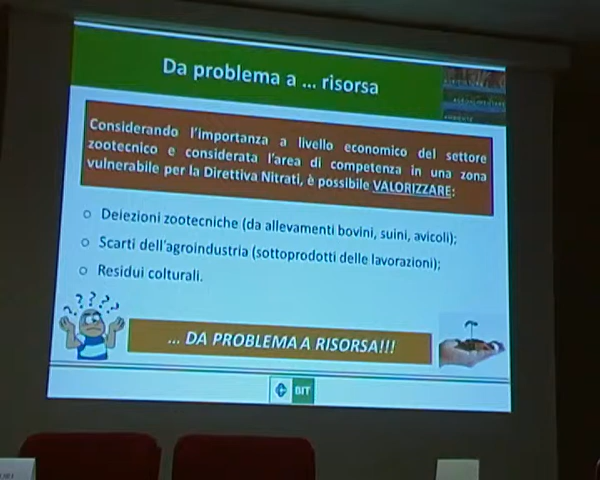 Da problema a ... risorsa
Considerando l'importanza a livello economico del settore
zootecnico e considerata l'area di competenza in una zona
vulnerabile per la Direttiva Nitrati, è possibile VALORIZZARE:
○ Deiezioni zootecniche (da allevamenti bovini, suini, avicoli);
○ Scarti dell'agroindustria (sottoprodotti delle lavorazioni);
○ Residui colturali.
? ? ? ?
... DA PROBLEMA A RISORSA!!!
BIT